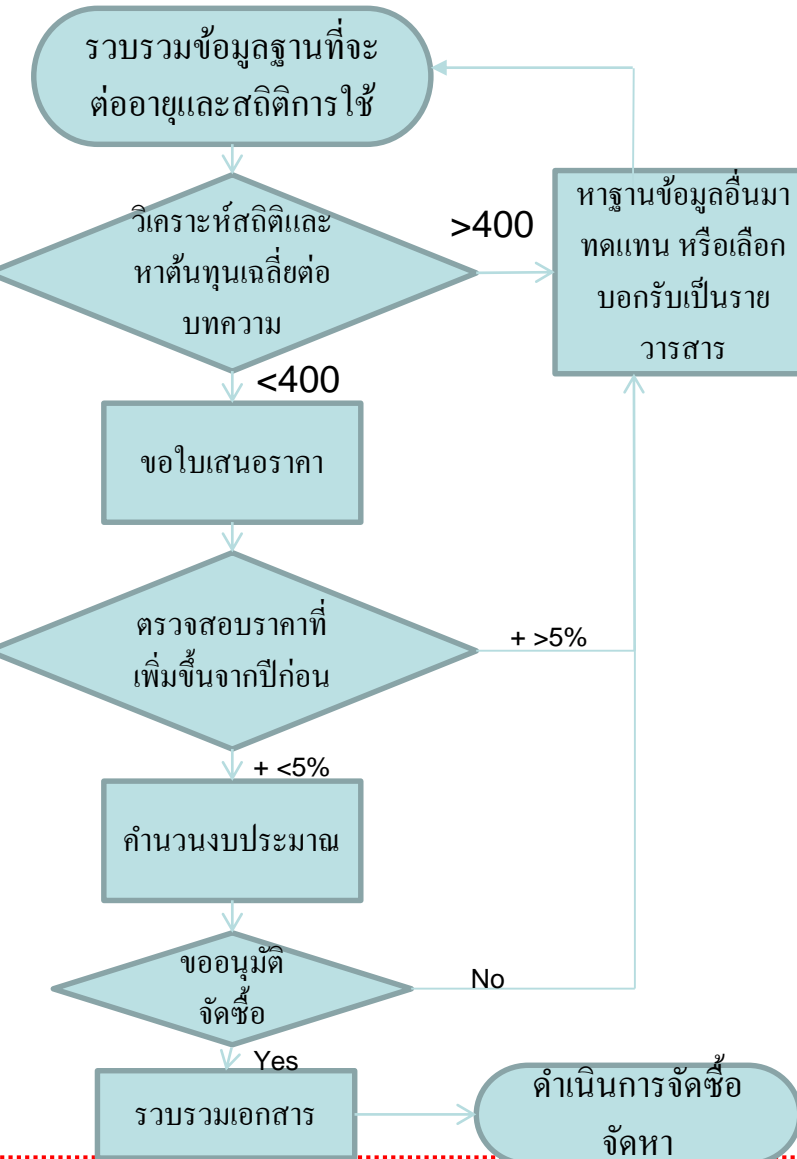 รวบรวมข้อมูลฐานที่จะ
ต่ออายุและสถิติการใช้
วิเคราะห์สถิติและ
หาต้นทุนเฉลี่ยต่อ
บทความ
>400
หาฐานข้อมูลอื่นมา
ทดแทน หรือเลือก
บอกรับเป็นราย
วารสาร
<400
ขอใบเสนอราคา
ตรวจสอบราคาที่
เพิ่มขึ้นจากปีก่อน
+ >5%
+ <5%
คำนวนงบประมาณ
ขออนุมัติ
จัดซื้อ
No
Yes
รวบรวมเอกสาร
ดำเนินการจัดซื้อ
จัดหา